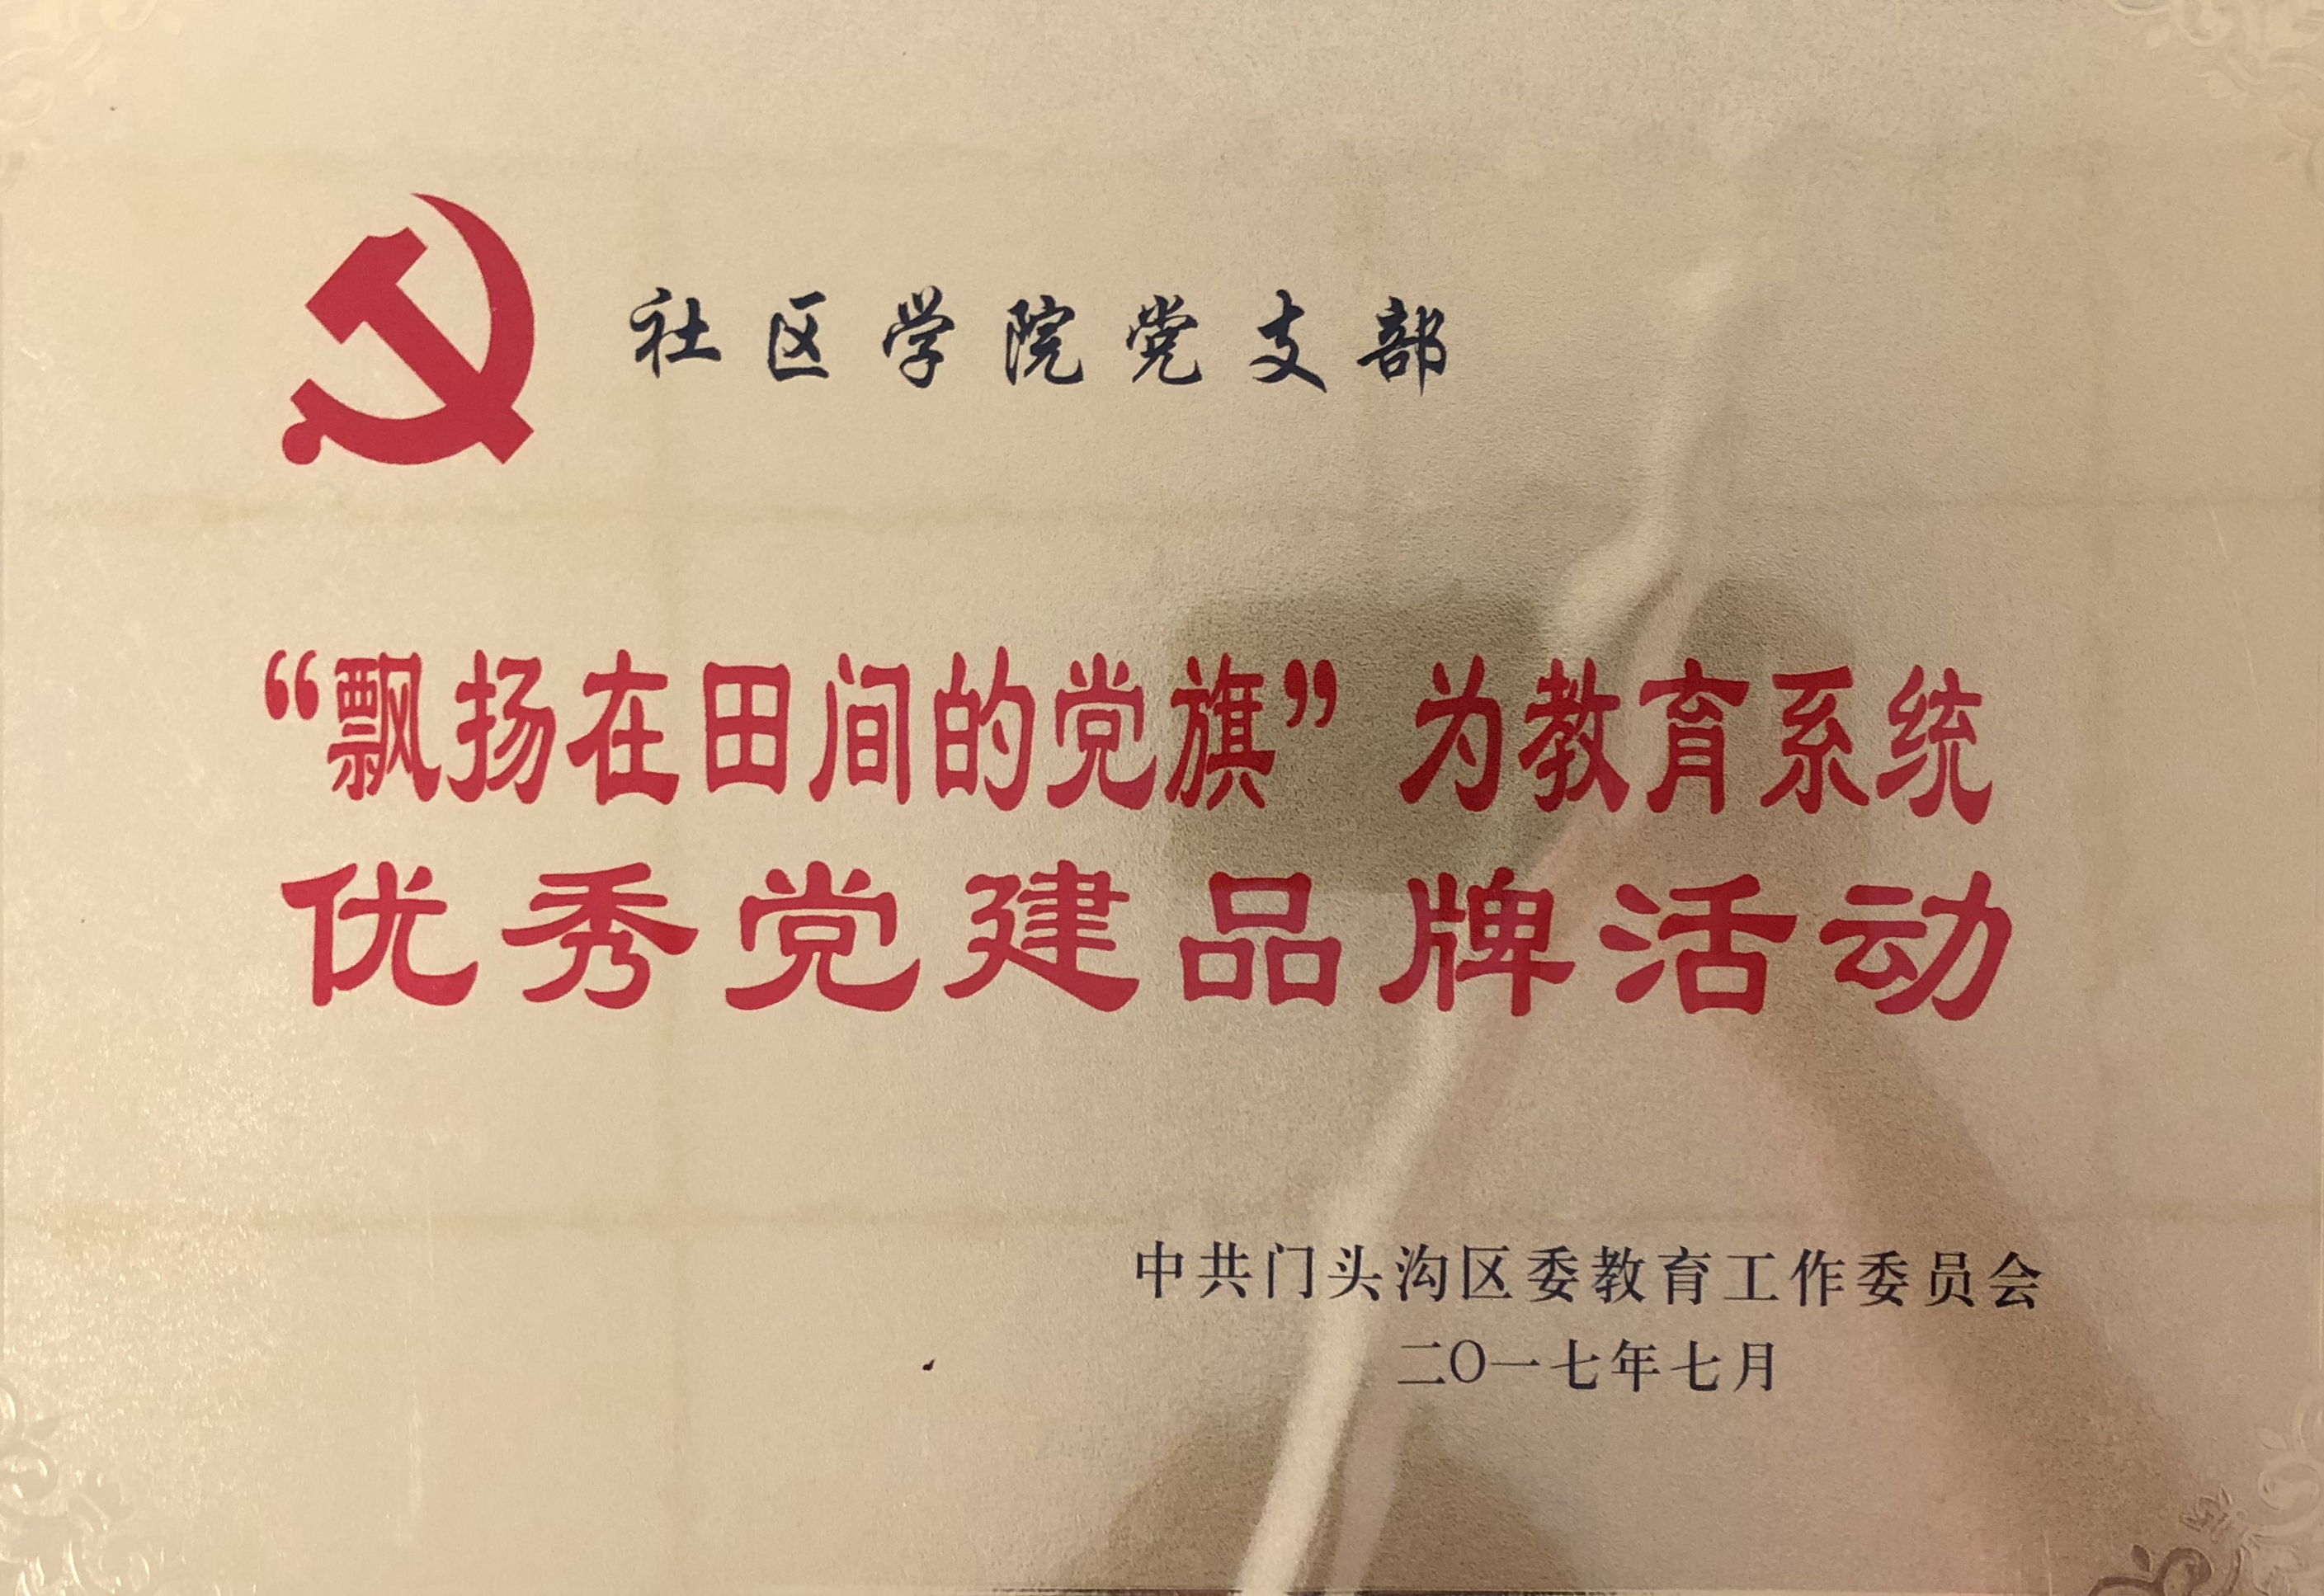 社区学院党支部
“飘扬在田间的党旗”为教育系统
优秀党建品牌活动
中共门头沟区委教育工作委员会
二〇一七年七月